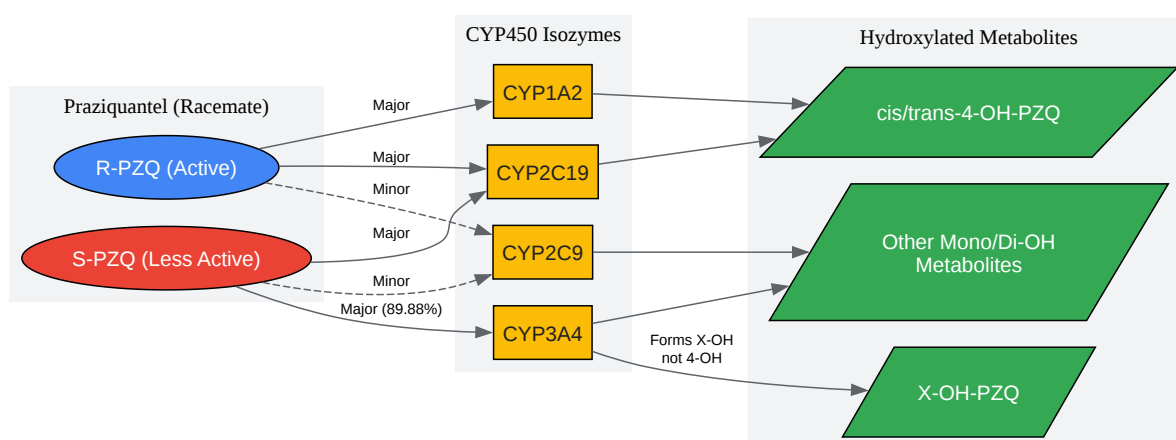 CYP450 Isozymes
Hydroxylated Metabolites
Praziquantel (Racemate)
R-PZQ (Active)
S-PZQ (Less Active)
Major
Major
Minor
Major
Minor
Major (89.88%)
CYP1A2
CYP2C19
CYP2C9
CYP3A4
Forms X-OH
not 4-OH
cis/trans-4-OH-PZQ
Other Mono/Di-OH
Metabolites
X-OH-PZQ